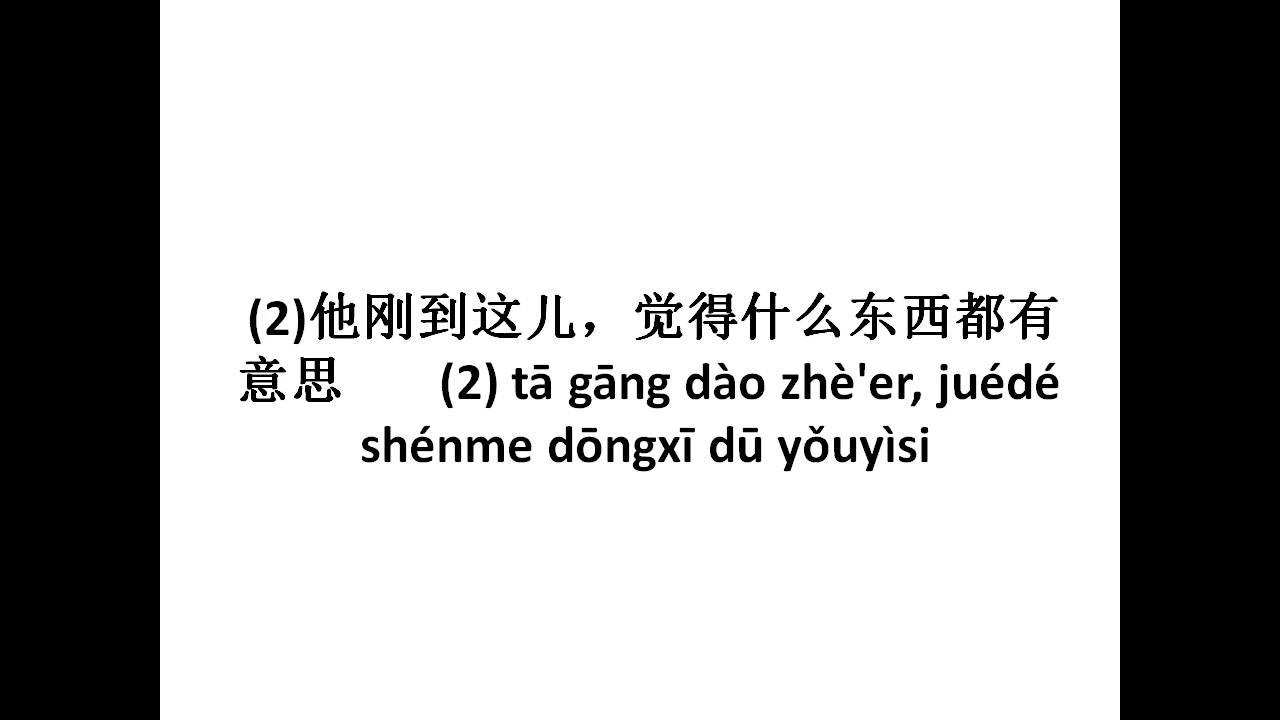 (2)他刚到这儿，觉得什么东西都有
意思 (2) tā gāng dào zhè'er, juédé
shénme dōngxī dū yǒuyìsi